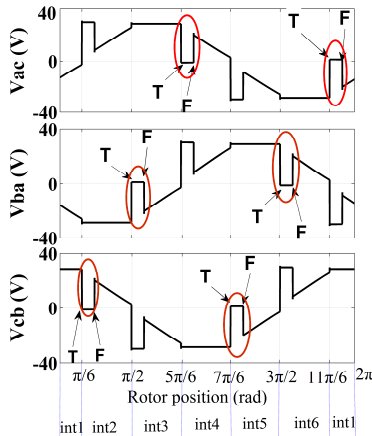 Vac (V)
40
0
-40
T
F
T
F
Vba (V)
40
0
-40
T
F
T
F
Vcb (V)
40
0
-40
T
F
T
F
π/6
π/2
5π/6
7π/6
3π/2
11π/6
2π
Rotor position (rad)
int1
int2
int3
int4
int5
int6
int1